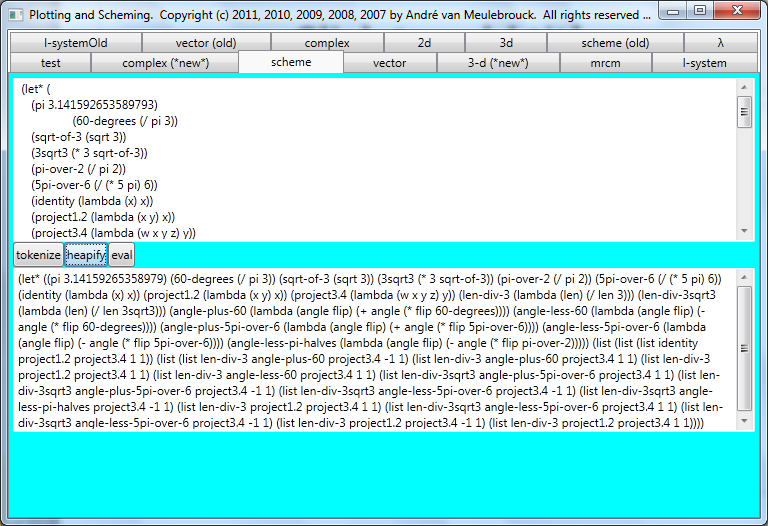 Plotting and Scheming.  Copyright (c) 2011, 2010, 2009, 2008, 2007 by André van Meulebrouck.  All rights reserved ...
l-systemOld vector (old) complex 2d 3d scheme (old) λ
test complex (*new*) scheme vector 3-d (*new*) mrcm l-system
(let* (
(pi 3.141592653589793)
(60-degrees (/ pi 3))
(sqrt-of-3 (sqrt 3))
(3sqrt3 (* 3 sqrt-of-3))
(pi-over-2 (/ pi 2))
(5pi-over-6 (/ (* 5 pi) 6))
(identity (lambda (x) x))
(project1.2 (lambda (x y) x))
(project3.4 (lambda (w x y z) y))
tokenize heapify eval
(let* ((pi 3.14159265358979) (60-degrees (/ pi 3)) (sqrt-of-3 (sqrt 3)) (3sqrt3 (* 3 sqrt-of-3)) (pi-over-2 (/ pi 2)) (5pi-over-6 (/ (* 5 pi) 6))
(identity (lambda (x) x)) (project1.2 (lambda (x y) x)) (project3.4 (lambda (w x y z) y)) (len-div-3 (lambda (len) (/ len 3))) (len-div-3sqrt3
(lambda (len) (/ len 3sqrt3))) (angle-plus-60 (lambda (angle flip) (+ angle (* flip 60-degrees)))) (angle-less-60 (lambda (angle flip) (-
angle (* flip 60-degrees)))) (angle-plus-5pi-over-6 (lambda (angle flip) (+ angle (* flip 5pi-over-6)))) (angle-less-5pi-over-6 (lambda
(angle flip) (- angle (* flip 5pi-over-6)))) (angle-less-pi-halves (lambda (angle flip) (- angle (* flip pi-over-2))))) (list (list (list identity
project1.2 project3.4 1 1)) (list (list len-div-3 angle-plus-60 project3.4 -1 1) (list len-div-3 angle-plus-60 project3.4 1 1) (list len-div-3
project1.2 project3.4 1 1) (list len-div-3 angle-less-60 project3.4 1 1) (list len-div-3sqrt3 angle-plus-5pi-over-6 project3.4 1 1) (list len-
div-3sqrt3 angle-plus-5pi-over-6 project3.4 -1 1) (list len-div-3sqrt3 angle-less-5pi-over-6 project3.4 -1 1) (list len-div-3sqrt3 angle-
less-pi-halves project3.4 -1 1) (list len-div-3 project1.2 project3.4 1 1) (list len-div-3sqrt3 angle-less-5pi-over-6 project3.4 1 1) (list len-
div-3sqrt3 angle-less-5pi-over-6 project3.4 -1 1) (list len-div-3 project1.2 project3.4 -1 1) (list len-div-3 project1.2 project3.4 1 1))))